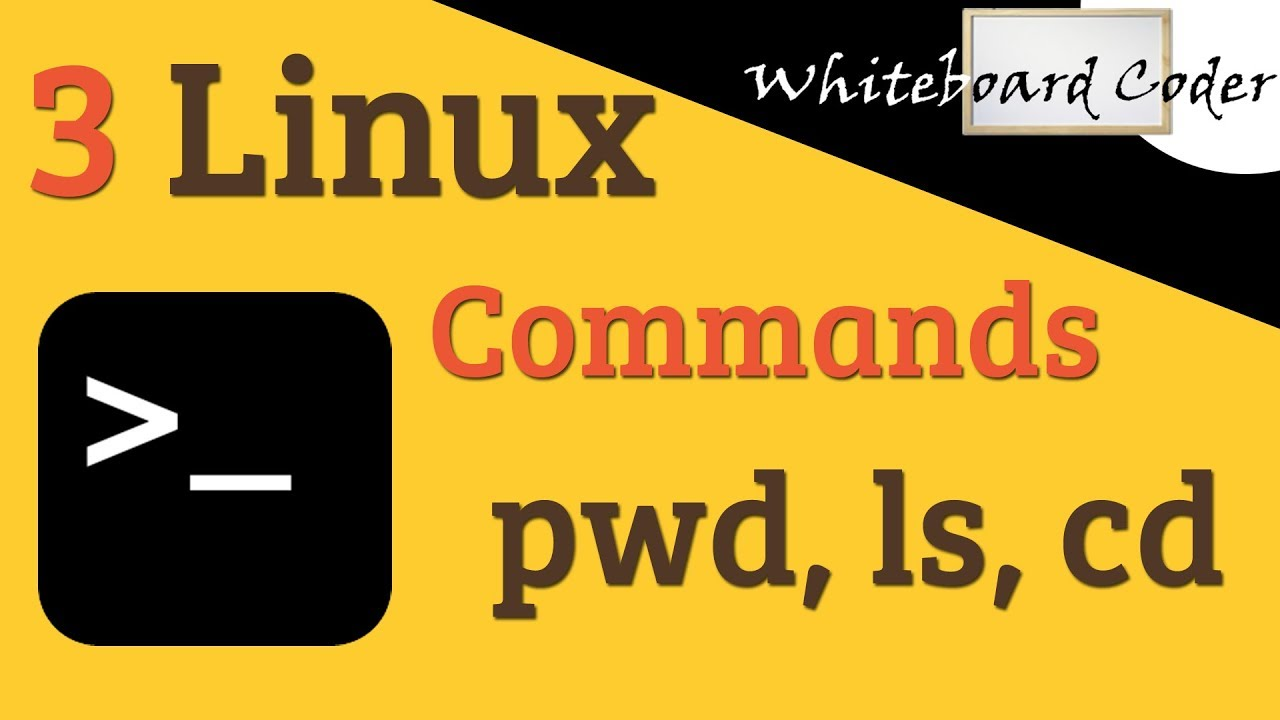 Whiteboard Coder
3 Linux
Commands
>_
pwd, ls, cd